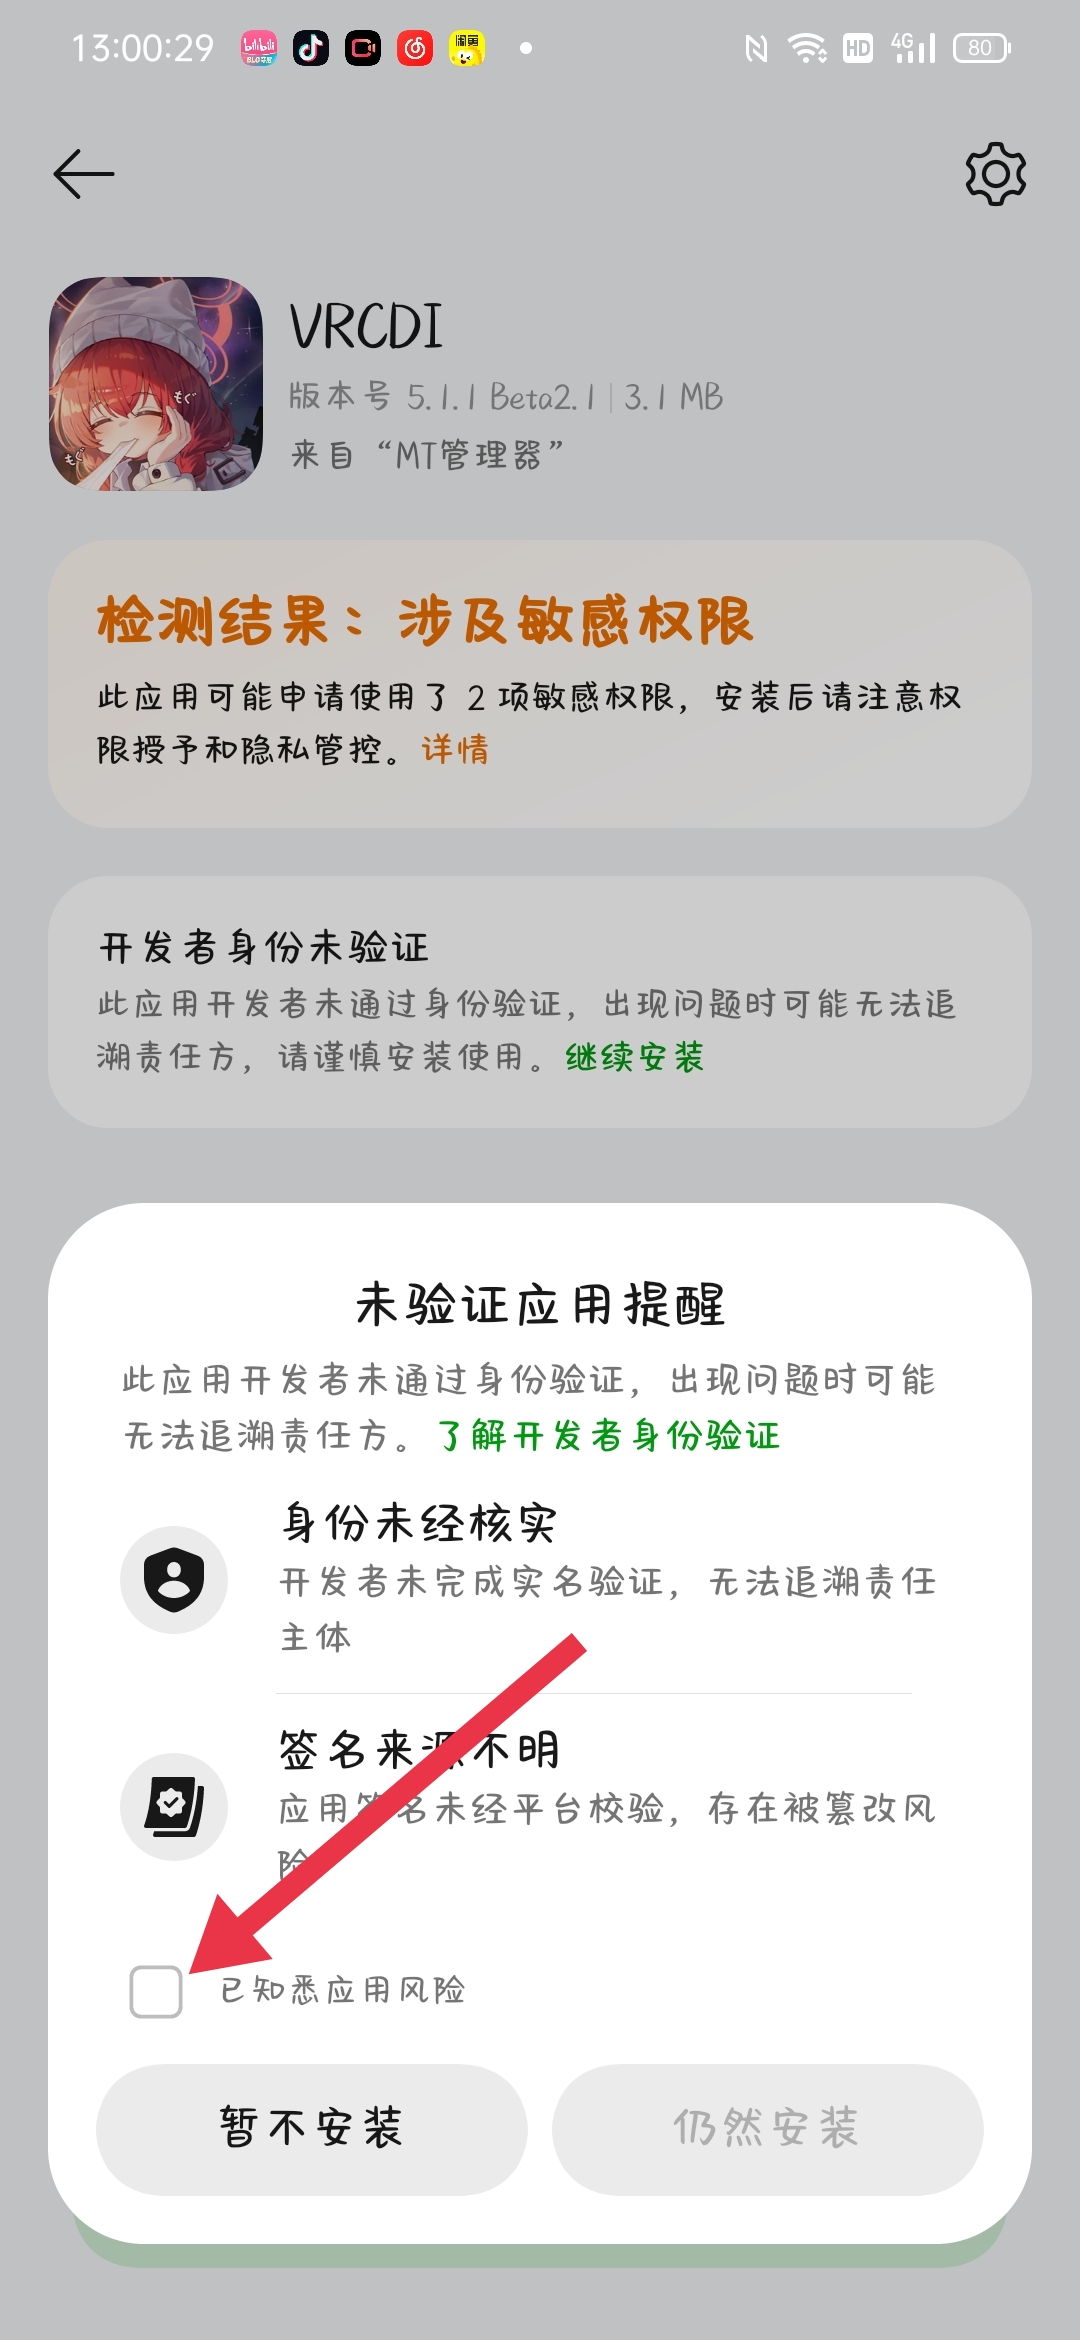 13:00:29
bilibili
闲鱼
HD
4G
80
VRCDI
版本号 5.1.1 Beta2.1 | 3.1 MB
来自 “MT管理器”
检测结果：涉及敏感权限
此应用可能申请使用了 2 项敏感权限，安装后请注意权
限授予和隐私管控。详情
开发者身份未验证
此应用开发者未通过身份验证，出现问题时可能无法追
溯责任方，请谨慎安装使用。继续安装
未验证应用提醒
此应用开发者未通过身份验证，出现问题时可能
无法追溯责任方。了解开发者身份验证
身份未经核实
开发者未完成实名验证，无法追溯责任
主体
签名来源不明
应用签名未经平台校验，存在被篡改风
险
已知悉应用风险
暂不安装
仍然安装